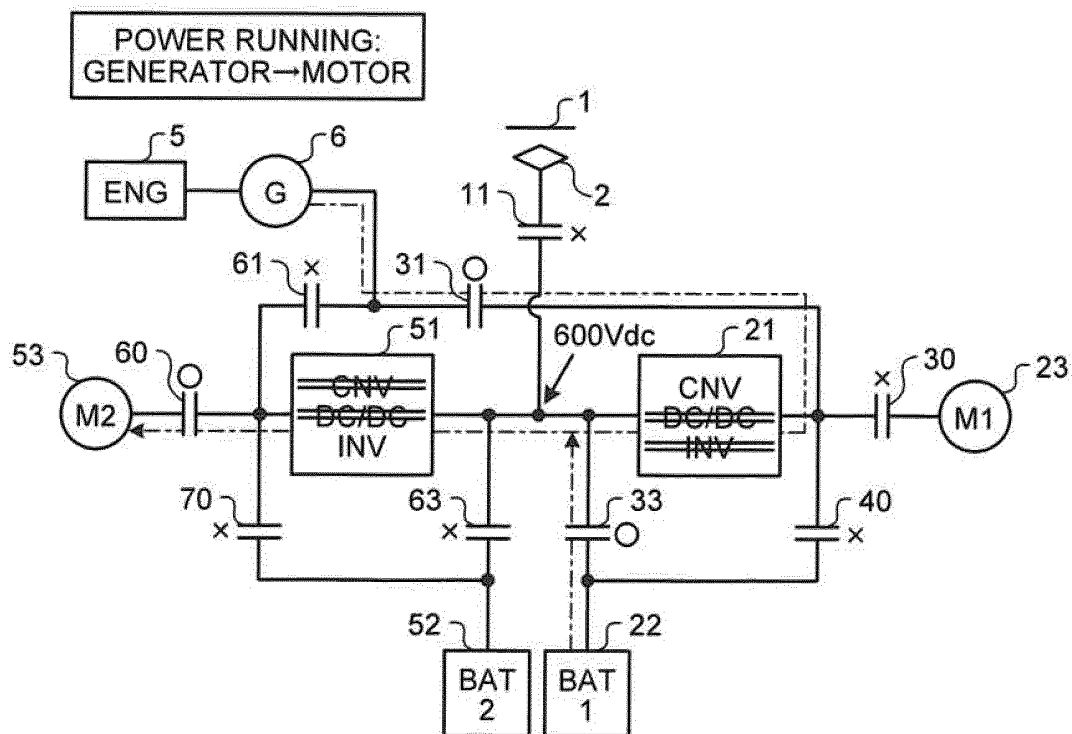 POWER RUNNING:
GENERATOR→MOTOR
1
5
6
ENG
G
2
11
×
61
×
31
○
600Vdc
51
21
53
60
○
30
×
23
M2
CNV
DC/DC
INV
CNV
DC/DC
INV
M1
70
×
63
×
33
○
40
×
52
22
BAT
2
BAT
1